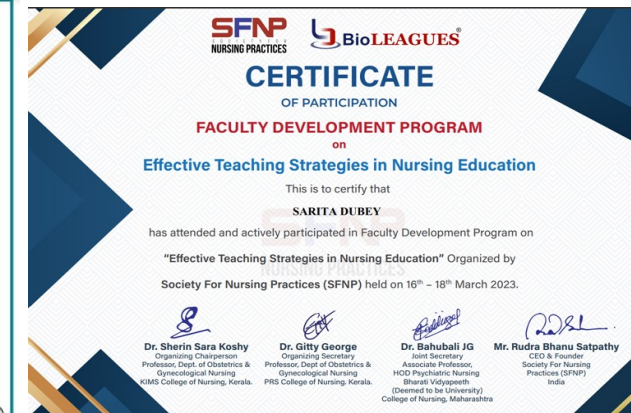 SFNP
SOCIETY FOR
NURSING PRACTICES
BioLEAGUES®
CERTIFICATE
OF PARTICIPATION
FACULTY DEVELOPMENT PROGRAM
on
Effective Teaching Strategies in Nursing Education
This is to certify that
SARITA DUBEY
has attended and actively participated in Faculty Development Program on
“Effective Teaching Strategies in Nursing Education” Organized by
Society For Nursing Practices (SFNP) held on 16th – 18th March 2023.
SFNP
NURSING PRACTICES
Dr. Sherin Sara Koshy
Organizing Chairperson
Professor, Dept. of Obstetrics &
Gynecological Nursing
KIMS College of Nursing, Kerala.
Dr. Gitty George
Organizing Secretary
Professor, Dept of Obstetrics &
Gynecological Nursing
PRS College of Nursing, Kerala.
Dr. Bahubali JG
Joint Secretary
Associate Professor,
HOD Psychiatric Nursing
Bharati Vidyapeeth
(Deemed to be University)
College of Nursing, Maharashtra
Mr. Rudra Bhanu Satpathy
CEO & Founder
Society For Nursing
Practices (SFNP)
India